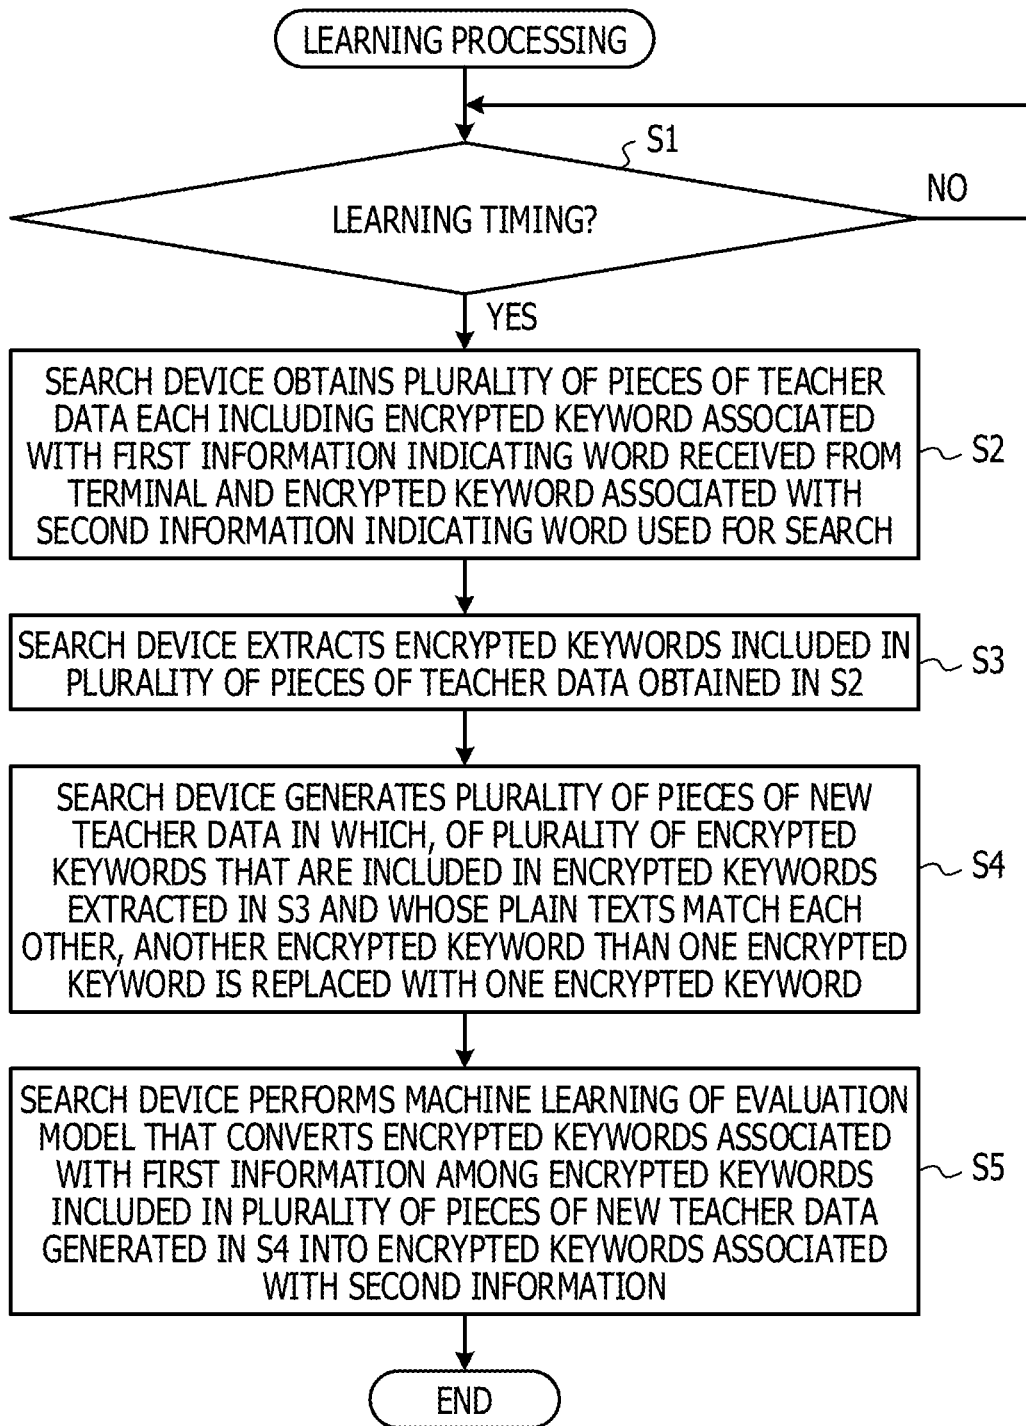 LEARNING PROCESSING
S1
LEARNING TIMING?
NO
YES
SEARCH DEVICE OBTAINS PLURALITY OF PIECES OF TEACHER
DATA EACH INCLUDING ENCRYPTED KEYWORD ASSOCIATED
WITH FIRST INFORMATION INDICATING WORD RECEIVED FROM
TERMINAL AND ENCRYPTED KEYWORD ASSOCIATED WITH
SECOND INFORMATION INDICATING WORD USED FOR SEARCH
S2
SEARCH DEVICE EXTRACTS ENCRYPTED KEYWORDS INCLUDED IN
PLURALITY OF PIECES OF TEACHER DATA OBTAINED IN S2
S3
SEARCH DEVICE GENERATES PLURALITY OF PIECES OF NEW
TEACHER DATA IN WHICH, OF PLURALITY OF ENCRYPTED
KEYWORDS THAT ARE INCLUDED IN ENCRYPTED KEYWORDS
EXTRACTED IN S3 AND WHOSE PLAIN TEXTS MATCH EACH
OTHER, ANOTHER ENCRYPTED KEYWORD THAN ONE ENCRYPTED
KEYWORD IS REPLACED WITH ONE ENCRYPTED KEYWORD
S4
SEARCH DEVICE PERFORMS MACHINE LEARNING OF EVALUATION
MODEL THAT CONVERTS ENCRYPTED KEYWORDS ASSOCIATED
WITH FIRST INFORMATION AMONG ENCRYPTED KEYWORDS
INCLUDED IN PLURALITY OF PIECES OF NEW TEACHER DATA
GENERATED IN S4 INTO ENCRYPTED KEYWORDS ASSOCIATED
WITH SECOND INFORMATION
S5
END